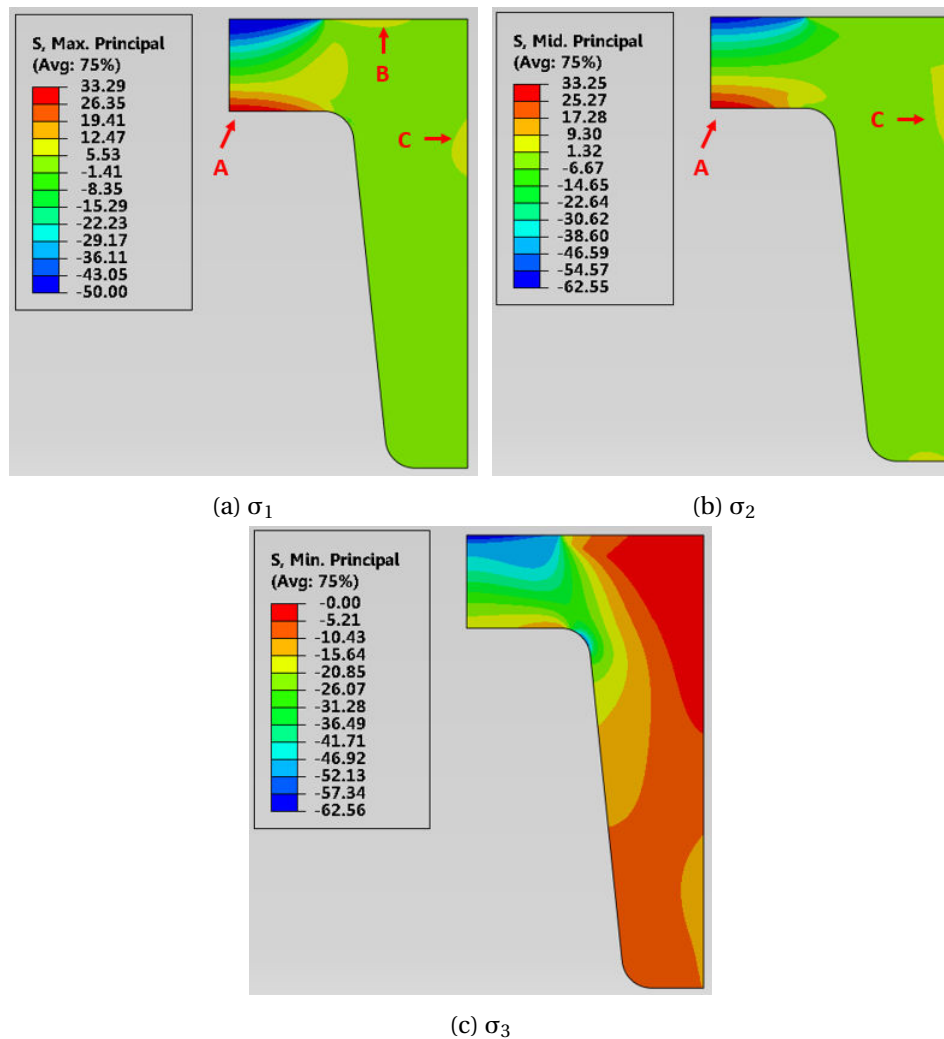 S, Max. Principal
(Avg: 75%)
33.29
26.35
19.41
12.47
5.53
-1.41
-8.35
-15.29
-22.23
-29.17
-36.11
-43.05
-50.00
A
B
C
(a) σ1
S, Mid. Principal
(Avg: 75%)
33.25
25.27
17.28
9.30
1.32
-6.67
-14.65
-22.64
-30.62
-38.60
-46.59
-54.57
-62.55
A
C
(b) σ2
S, Min. Principal
(Avg: 75%)
-0.00
-5.21
-10.43
-15.64
-20.85
-26.07
-31.28
-36.49
-41.71
-46.92
-52.13
-57.34
-62.56
(c) σ3